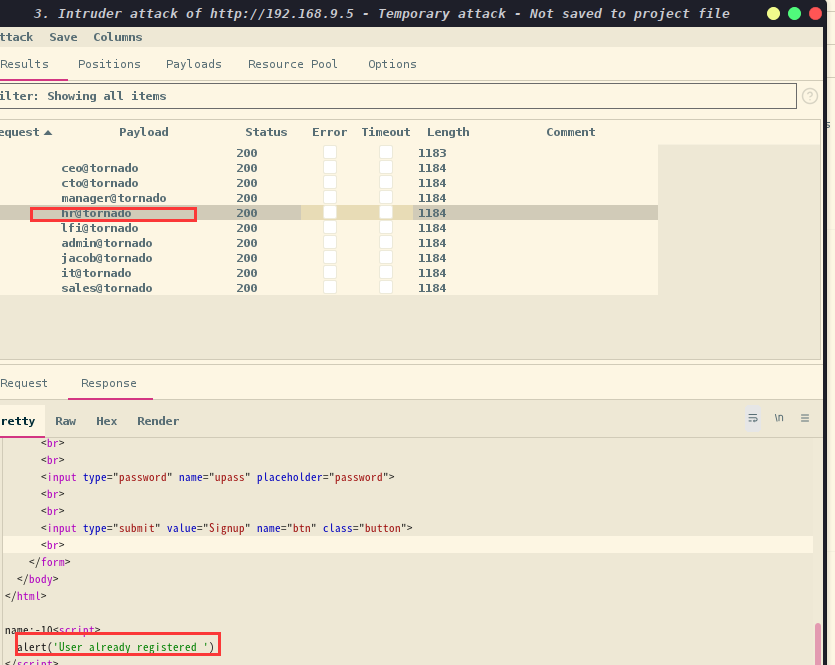 3. Intruder attack of http://192.168.9.5 - Temporary attack - Not saved to project file
ttack Save Columns
Results Positions Payloads Resource Pool Options
ilter: Showing all items
?
equest Payload Status Error Timeout Length Comment
200 1183
ceo@tornado 200 1184
cto@tornado 200 1184
manager@tornado 200 1184
hr@tornado 200 1184
lfi@tornado 200 1184
admin@tornado 200 1184
jacob@tornado 200 1184
it@tornado 200 1184
sales@tornado 200 1184
Request Response
retty Raw Hex Render \n
<br>
<br>
<input type="password" name="upass" placeholder="password">
<br>
<br>
<input type="submit" value="Signup" name="btn" class="button">
<br>
</form>
</body>
</html>
name:-10<script>
alert('User already registered ')
</script>
s